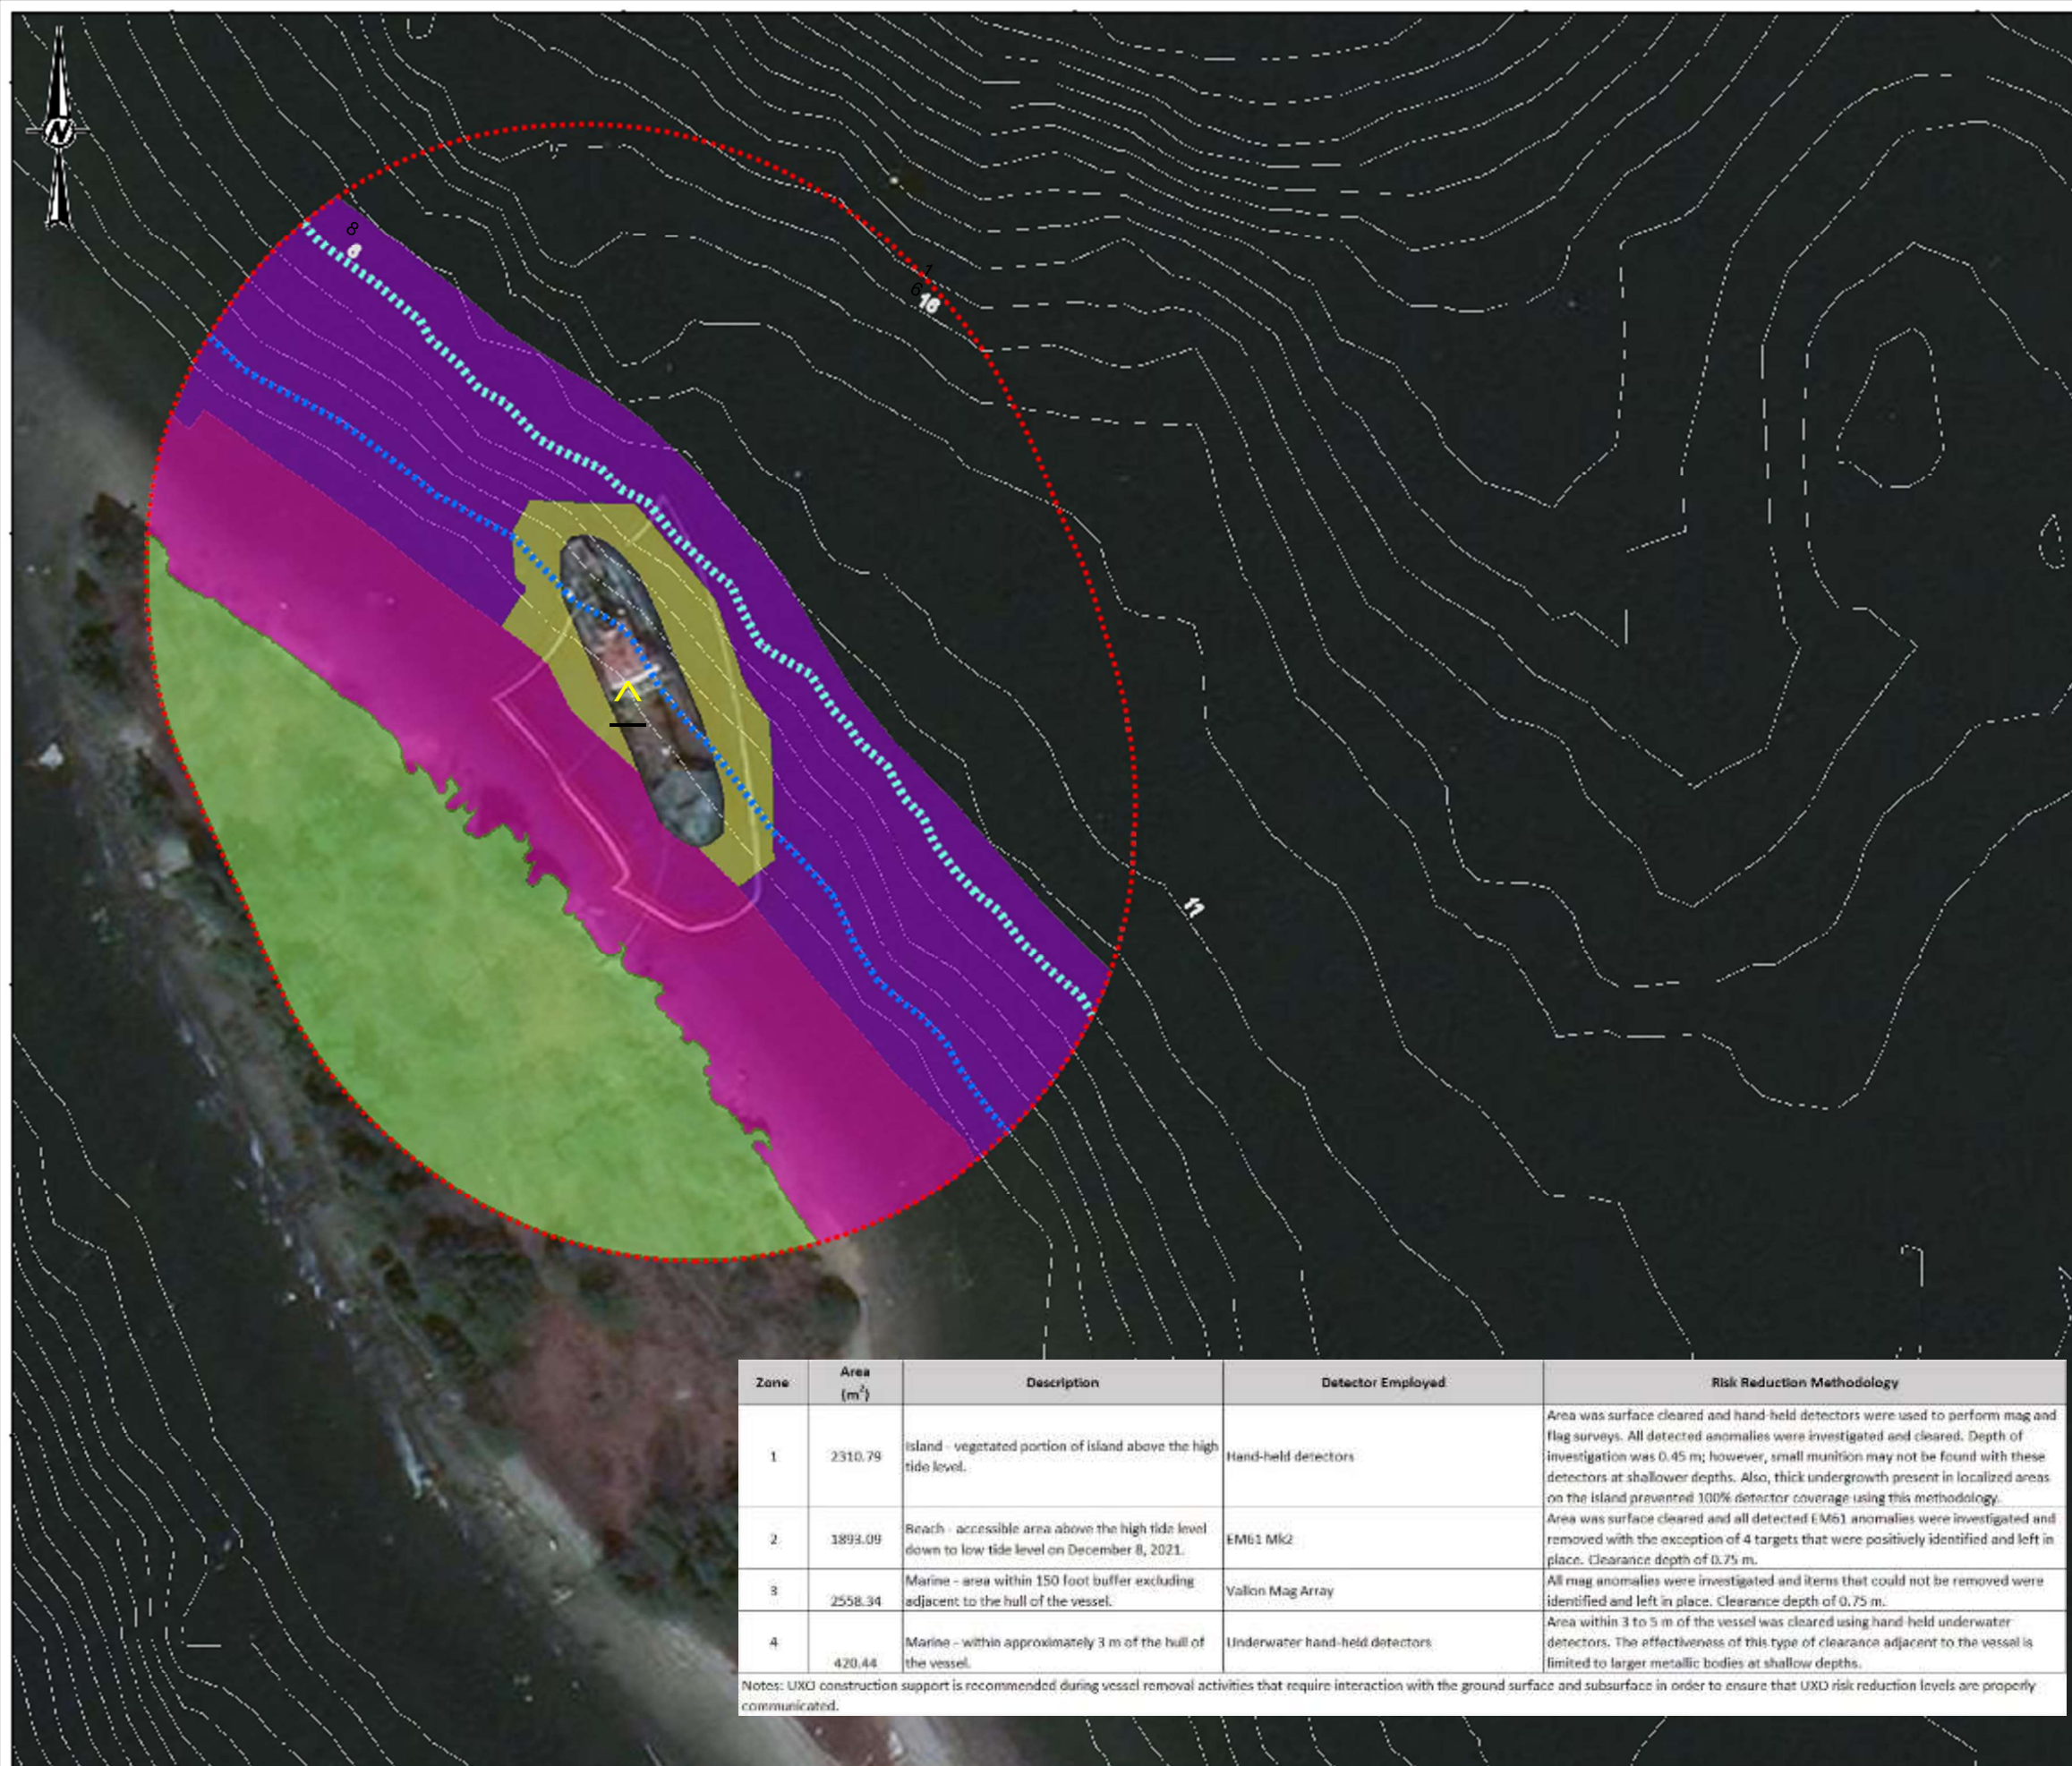 N
8
6
7
6
16
11
Zone
Area
(m²)
Description
Detector Employed
Risk Reduction Methodology
1
2310.79
Island - vegetated portion of island above the high
tide level.
Hand-held detectors
Area was surface cleared and hand-held detectors were used to perform mag and
flag surveys. All detected anomalies were investigated and cleared. Depth of
investigation was 0.45 m; however, small munition may not be found with these
detectors at shallower depths. Also, thick undergrowth present in localized areas
on the island prevented 100% detector coverage using this methodology.
2
1893.09
Beach - accessible area above the high tide level
down to low tide level on December 8, 2021.
EM61 Mk2
Area was surface cleared and all detected EM61 anomalies were investigated and
removed with the exception of 4 targets that were positively identified and left in
place. Clearance depth of 0.75 m.
3
2558.34
Marine - area within 150 foot buffer excluding
adjacent to the hull of the vessel.
Vallon Mag Array
All mag anomalies were investigated and items that could not be removed were
identified and left in place. Clearance depth of 0.75 m.
4
420.44
Marine - within approximately 3 m of the hull of
the vessel.
Underwater hand-held detectors
Area within 3 to 5 m of the vessel was cleared using hand-held underwater
detectors. The effectiveness of this type of clearance adjacent to the vessel is
limited to larger metallic bodies at shallow depths.
Notes: UXO construction support is recommended during vessel removal activities that require interaction with the ground surface and subsurface in order to ensure that UXO risk reduction levels are properly
communicated.